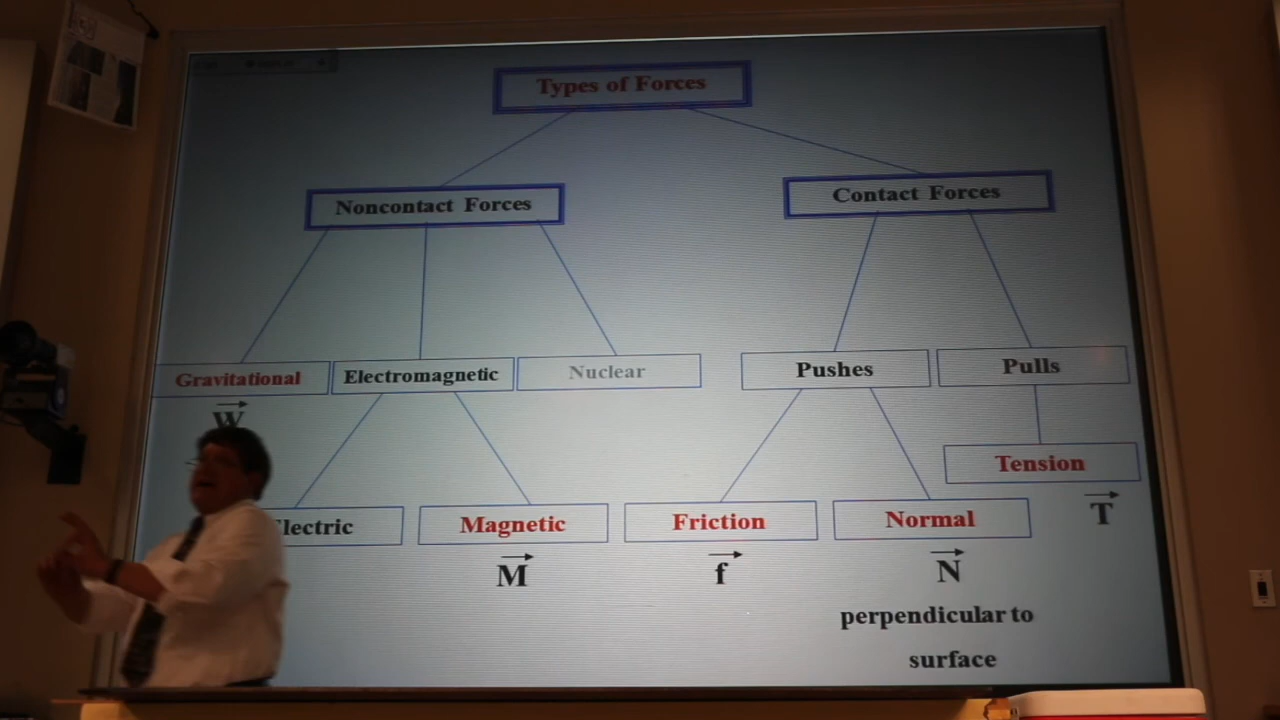 Types of Forces
Noncontact Forces
Contact Forces
Gravitational
Electromagnetic
Nuclear
Pushes
Pulls
W
Tension
T
lectric
Magnetic
Friction
Normal
M
f
N
perpendicular to
surface